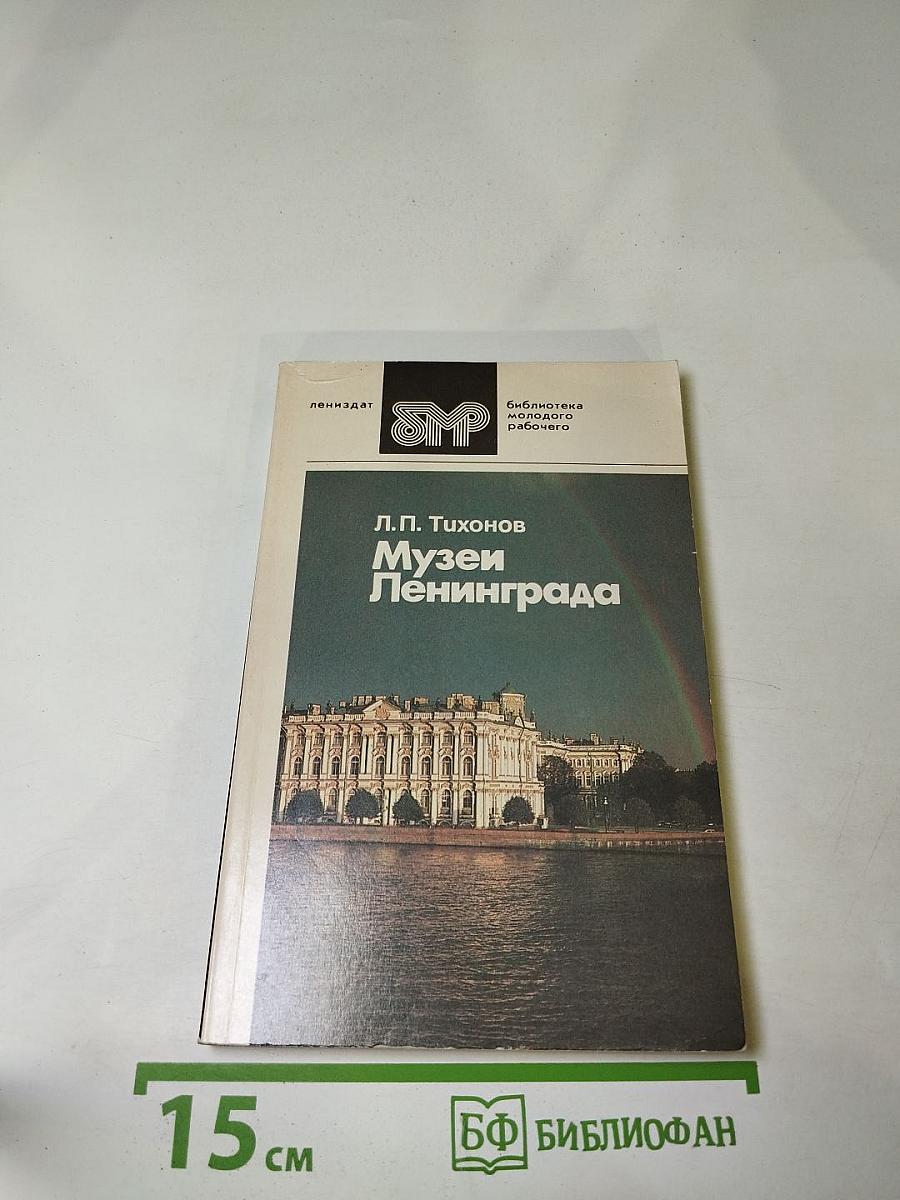 лениздат
бмр
библиотека
молодого
рабочего
Л.П. Тихонов
Музеи
Ленинграда
15 см
БФ БИБЛИОФАН